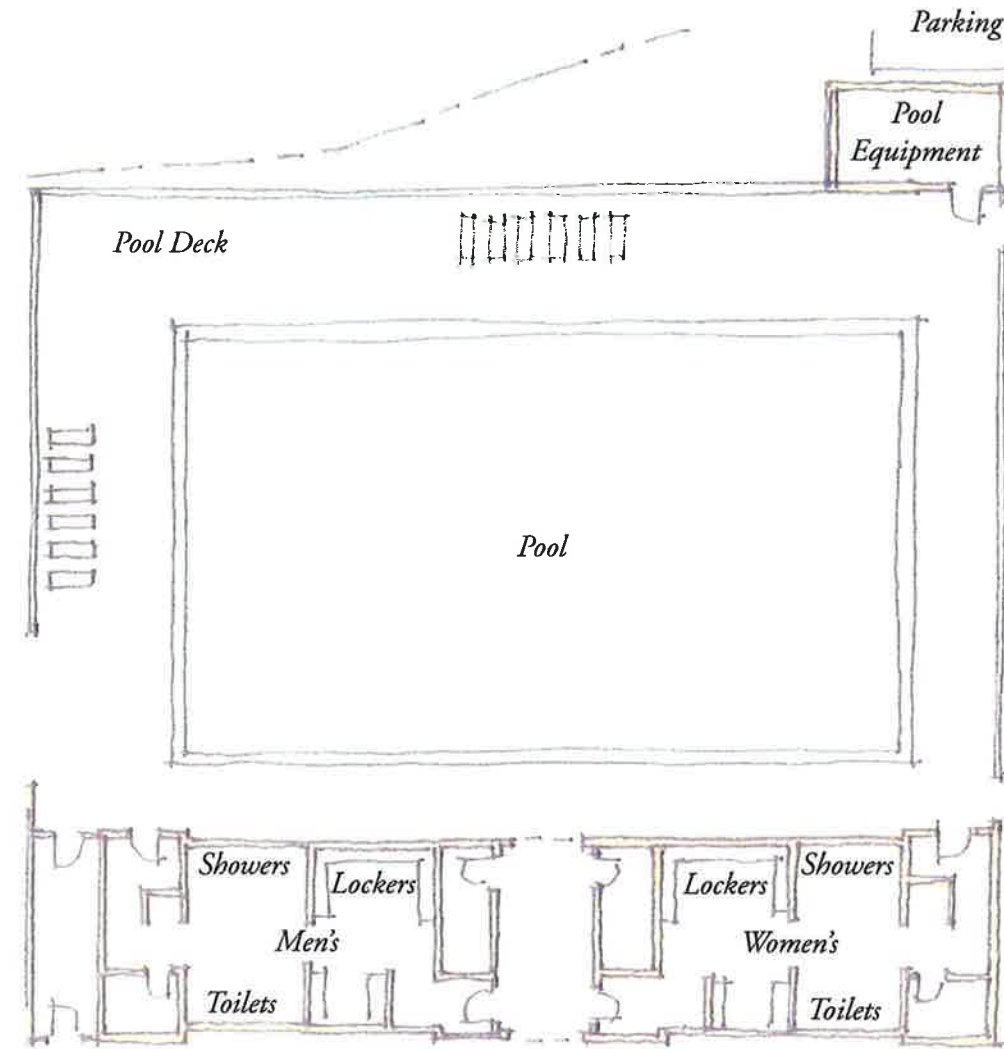 Parking
Pool
Equipment
Pool Deck
Pool
Showers
Lockers
Lockers
Showers
Men's
Women's
Toilets
Toilets